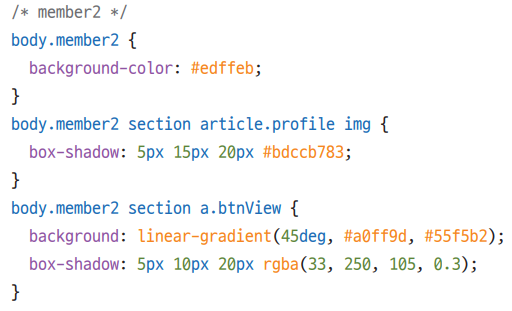 /* member2 */
body.member2 {
  background-color: #edffeb;
}
body.member2 section article.profile img {
  box-shadow: 5px 15px 20px #bdccb783;
}
body.member2 section a.btnView {
  background: linear-gradient(45deg, #a0ff9d, #55f5b2);
  box-shadow: 5px 10px 20px rgba(33, 250, 105, 0.3);
}